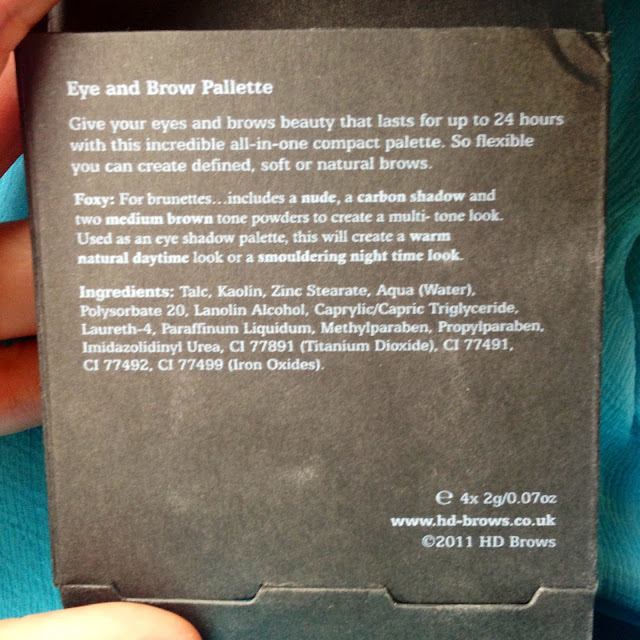 Eye and Brow Pallette
Give your eyes and brows beauty that lasts for up to 24 hours
with this incredible all-in-one compact palette. So flexible
you can create defined, soft or natural brows.
Foxy: For brunettes...includes a nude, a carbon shadow and
two medium brown tone powders to create a multi- tone look.
Used as an eye shadow palette, this will create a warm
natural daytime look or a smouldering night time look.
Ingredients: Talc, Kaolin, Zinc Stearate, Aqua (Water),
Polysorbate 20, Lanolin Alcohol, Caprylic/Capric Triglyceride,
Laureth-4, Paraffinum Liquidum, Methylparaben, Propylparaben,
Imidazolidinyl Urea, CI 77891 (Titanium Dioxide), CI 77491,
CI 77492, CI 77499 (Iron Oxides).
℮ 4x 2g/0.07oz
www.hd-brows.co.uk
©2011 HD Brows